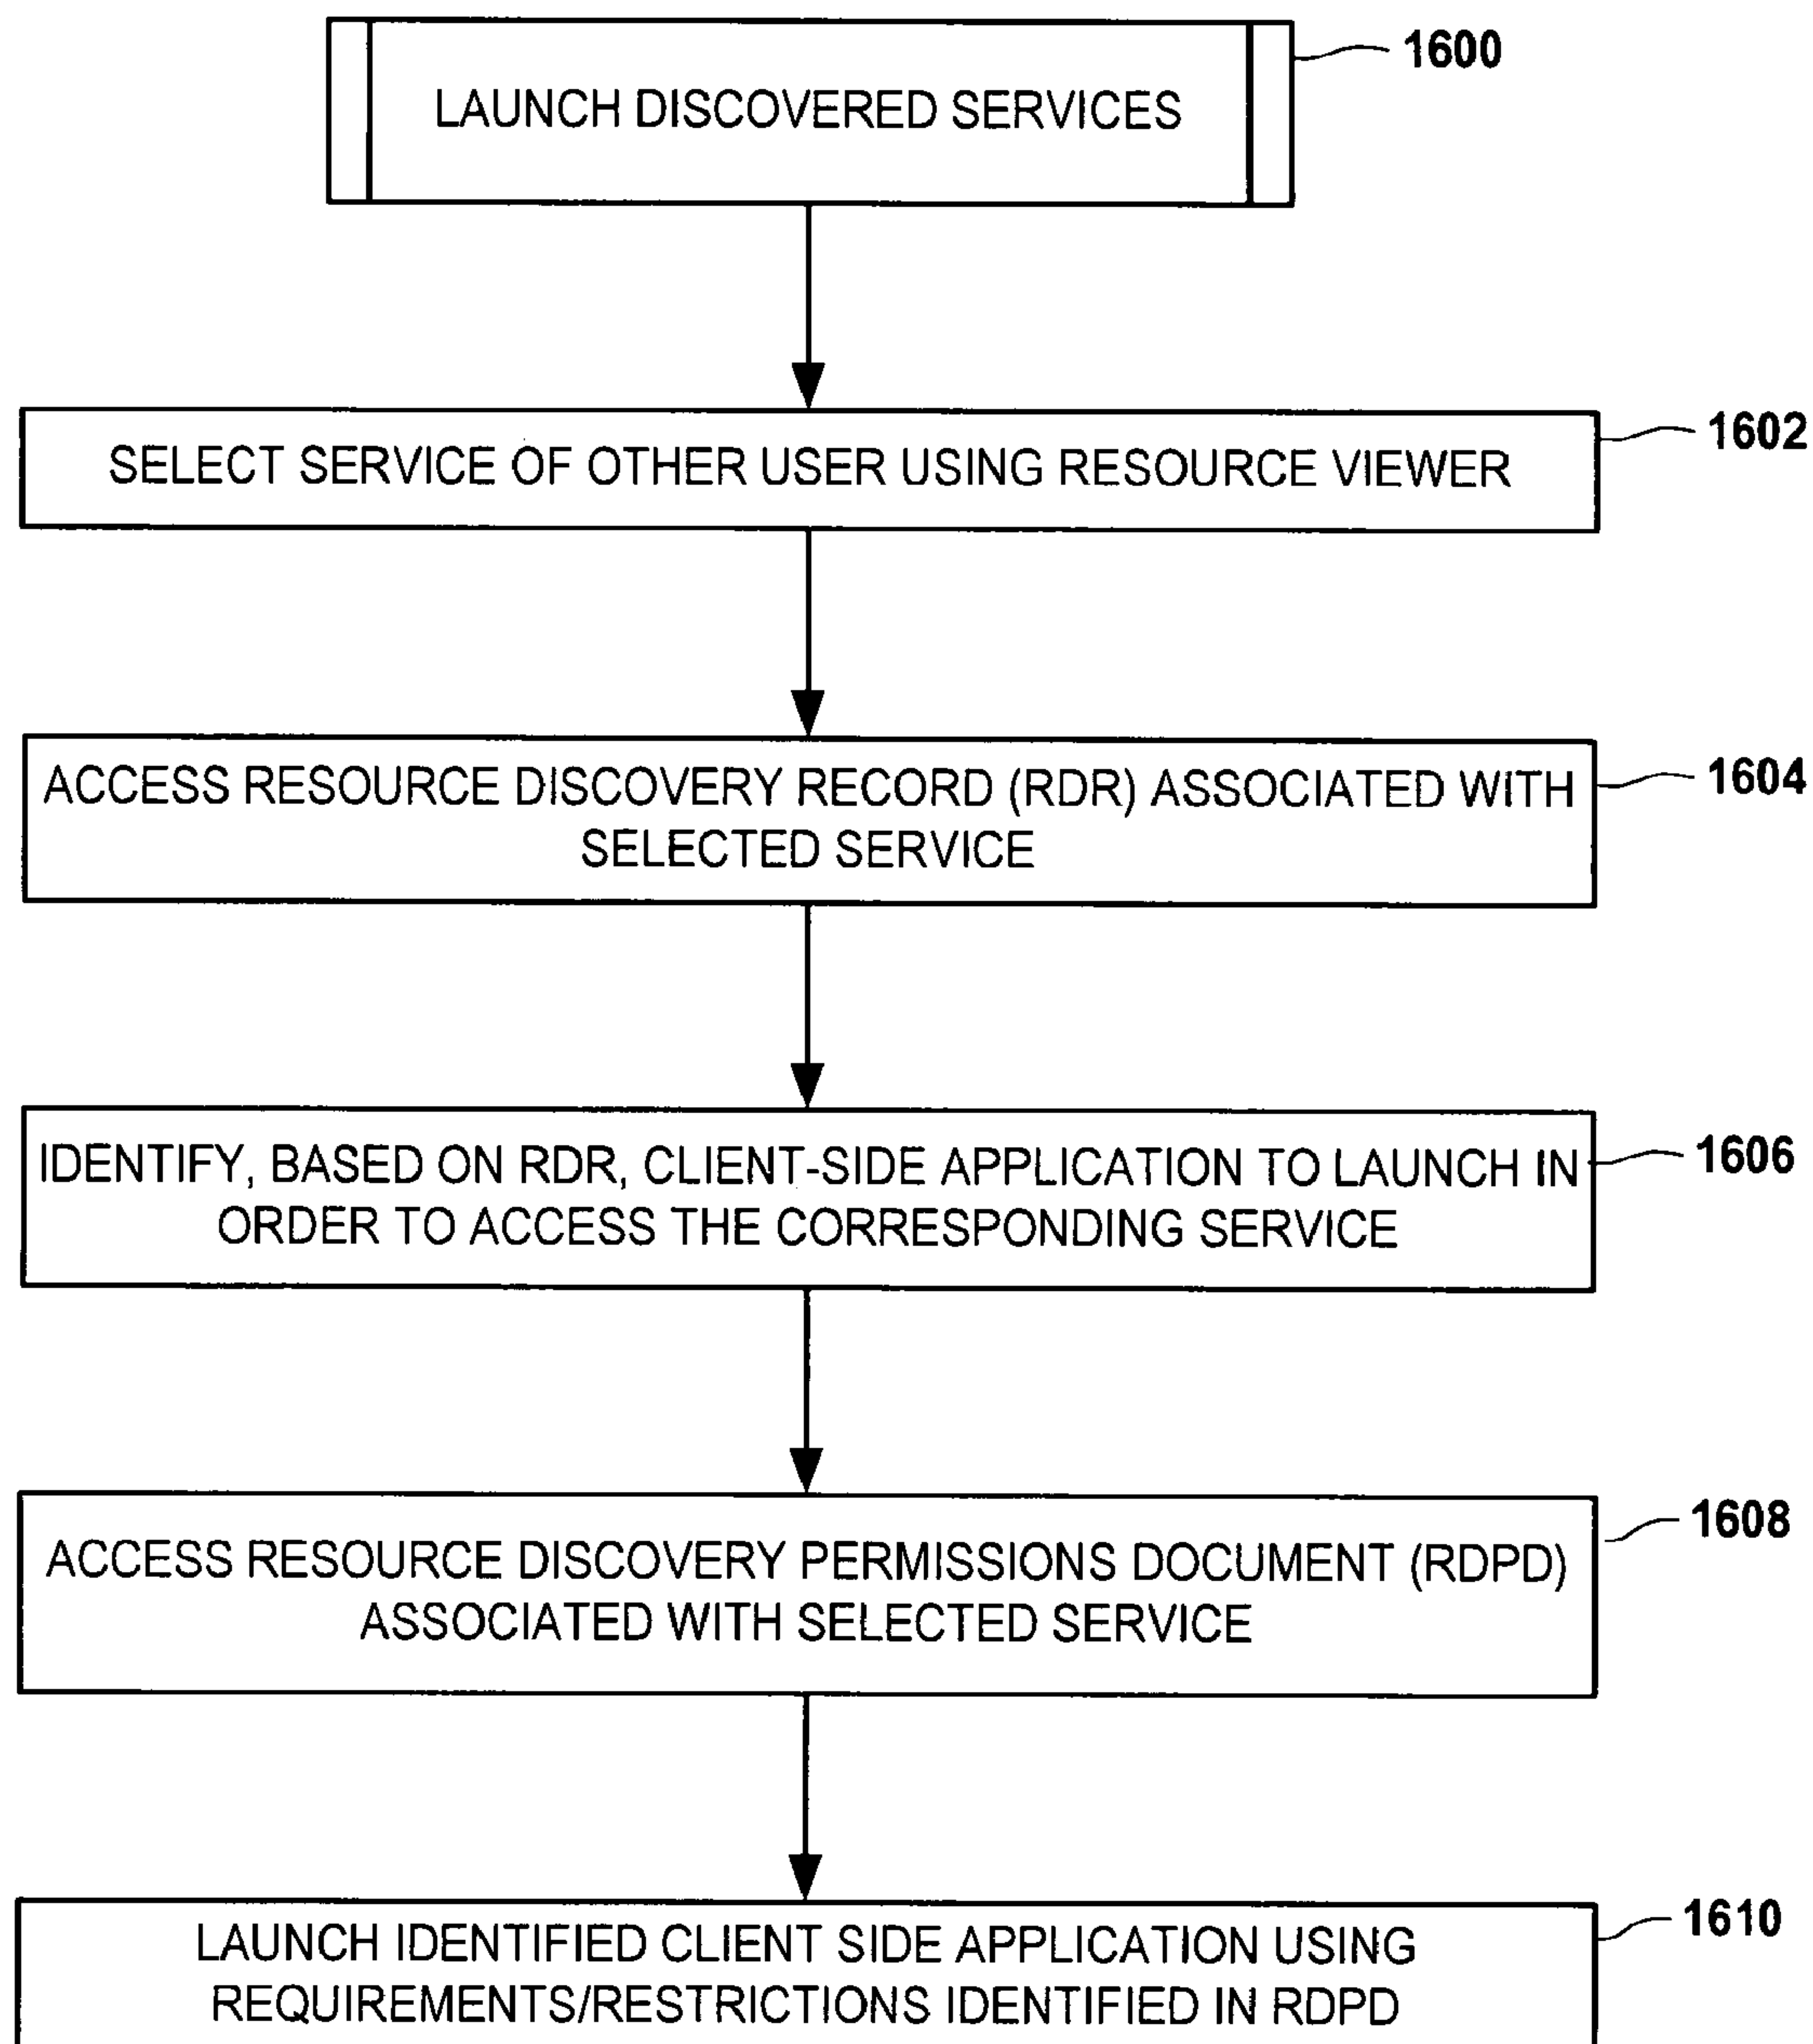 1600
LAUNCH DISCOVERED SERVICES
1602
SELECT SERVICE OF OTHER USER USING RESOURCE VIEWER
1604
ACCESS RESOURCE DISCOVERY RECORD (RDR) ASSOCIATED WITH
SELECTED SERVICE
1606
IDENTIFY, BASED ON RDR, CLIENT-SIDE APPLICATION TO LAUNCH IN
ORDER TO ACCESS THE CORRESPONDING SERVICE
1608
ACCESS RESOURCE DISCOVERY PERMISSIONS DOCUMENT (RDPD)
ASSOCIATED WITH SELECTED SERVICE
1610
LAUNCH IDENTIFIED CLIENT SIDE APPLICATION USING
REQUIREMENTS/RESTRICTIONS IDENTIFIED IN RDPD